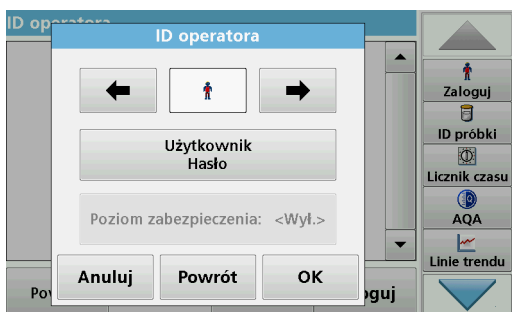 ID operatora
ID operatora
Użytkownik
Hasło
Poziom zabezpieczenia: <Wył.>
Anuluj
Powrót
OK
Zaloguj
ID próbki
Licznik czasu
AQA
Linie trendu